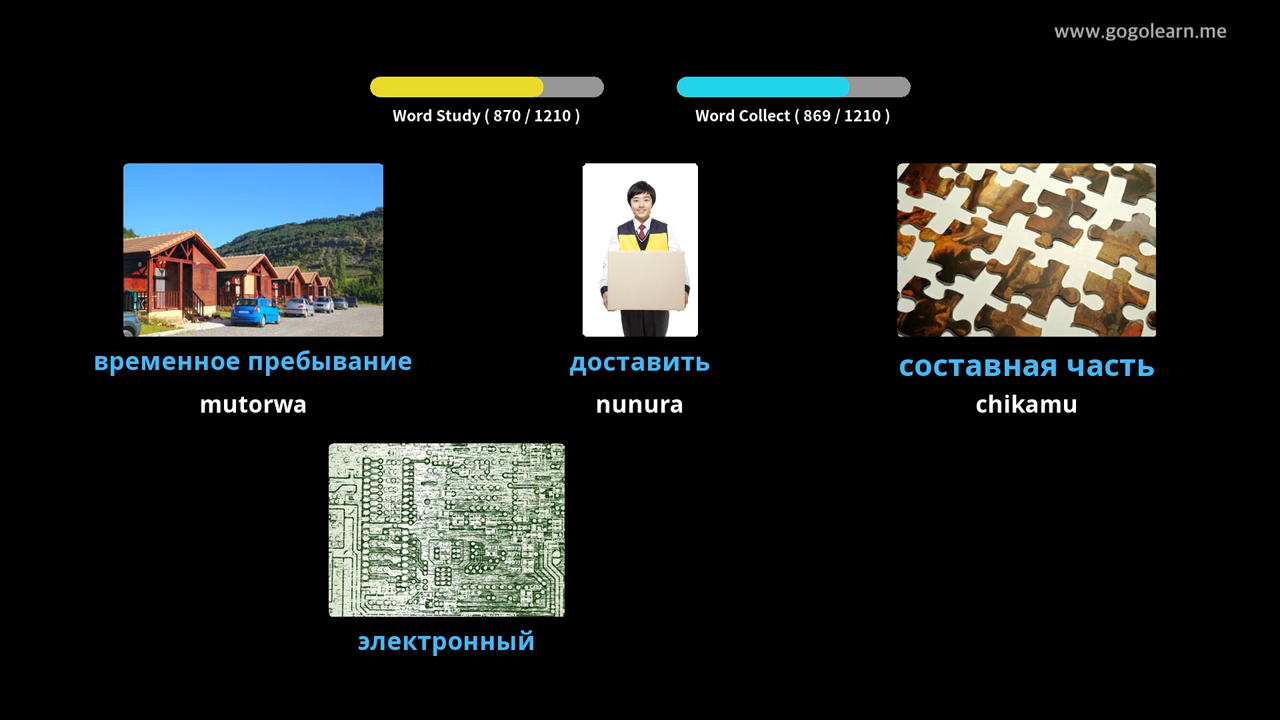 www.gogolearn.me
Word Study ( 870 / 1210 )
Word Collect ( 869 / 1210 )
временное пребывание
доставить
составная часть
mutorwa
nunura
chikamu
электронный